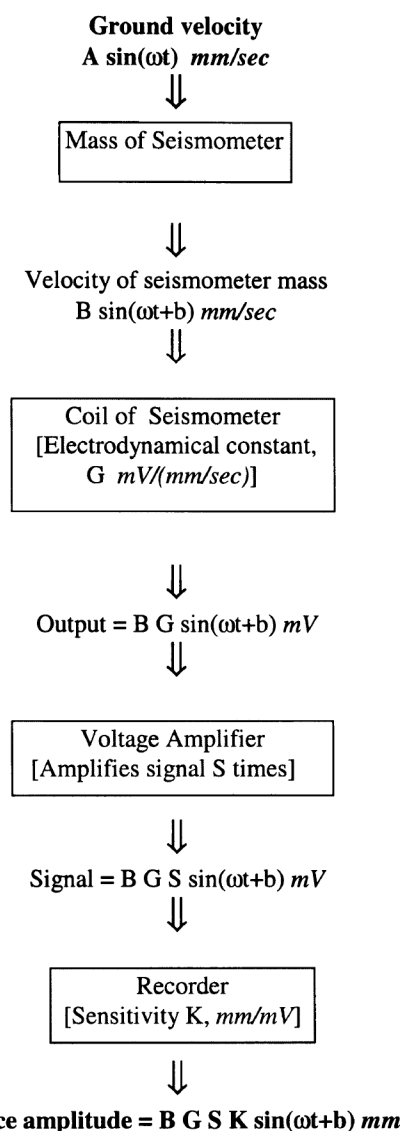 Ground velocity
A sin(ωt) mm/sec
⇓
Mass of Seismometer
⇓
Velocity of seismometer mass
B sin(ωt+b) mm/sec
⇓
Coil of Seismometer
[Electrodynamical constant,
G mV/(mm/sec)]
⇓
Output = B G sin(ωt+b) mV
⇓
Voltage Amplifier
[Amplifies signal S times]
⇓
Signal = B G S sin(ωt+b) mV
⇓
Recorder
[Sensitivity K, mm/mV]
⇓
amplitude = B G S K sin(ωt+b) mm